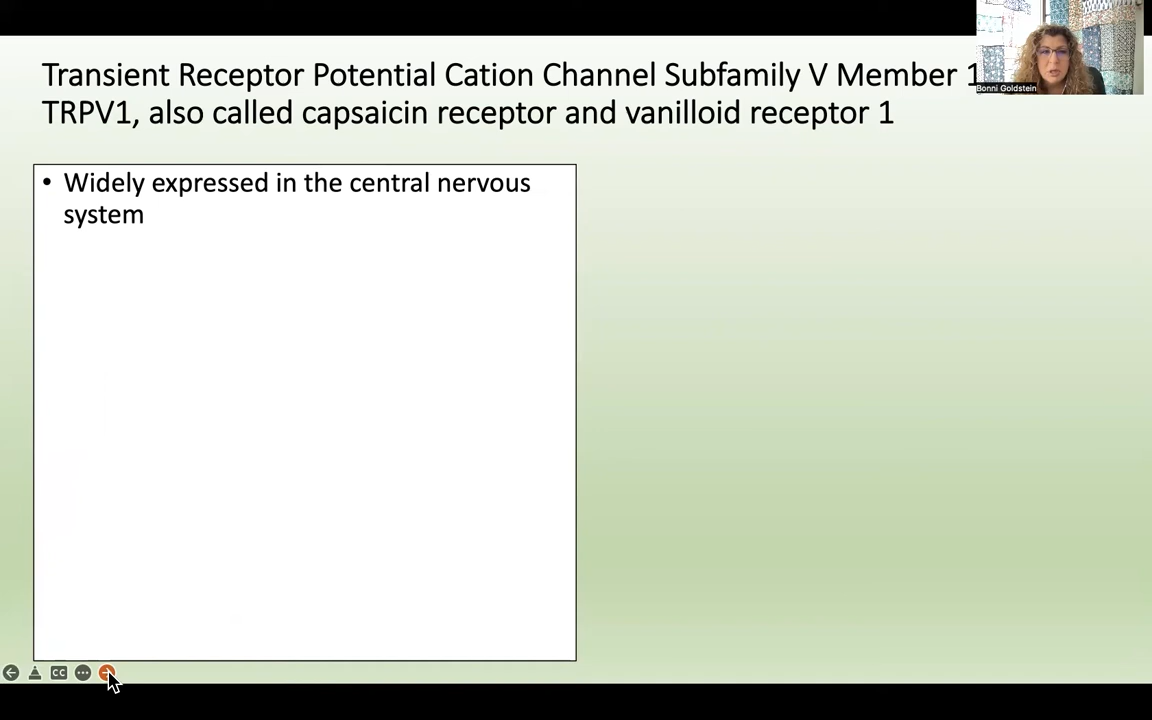 Transient Receptor Potential Cation Channel Subfamily V Member 1
TRPV1, also called capsaicin receptor and vanilloid receptor 1
Bonni Goldstein
• Widely expressed in the central nervous
system
CC